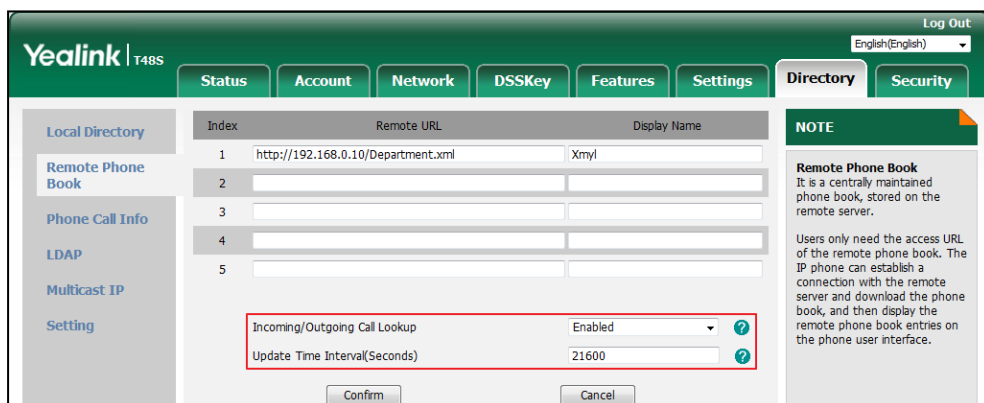 Log Out
Yealink T48S
English(English)
Status Account Network DSSKey Features Settings Directory Security
Local Directory
Remote Phone
Book
Phone Call Info
LDAP
Multicast IP
Setting
Index Remote URL Display Name
1 http://192.168.0.10/Department.xml Xmyl
2
3
4
5
Incoming/Outgoing Call Lookup Enabled ?
Update Time Interval(Seconds) 21600 ?
Confirm Cancel
NOTE
Remote Phone Book
It is a centrally maintained
phone book, stored on the
remote server.
Users only need the access URL
of the remote phone book. The
IP phone can establish a
connection with the remote
server and download the phone
book, and then display the
remote phone book entries on
the phone user interface.